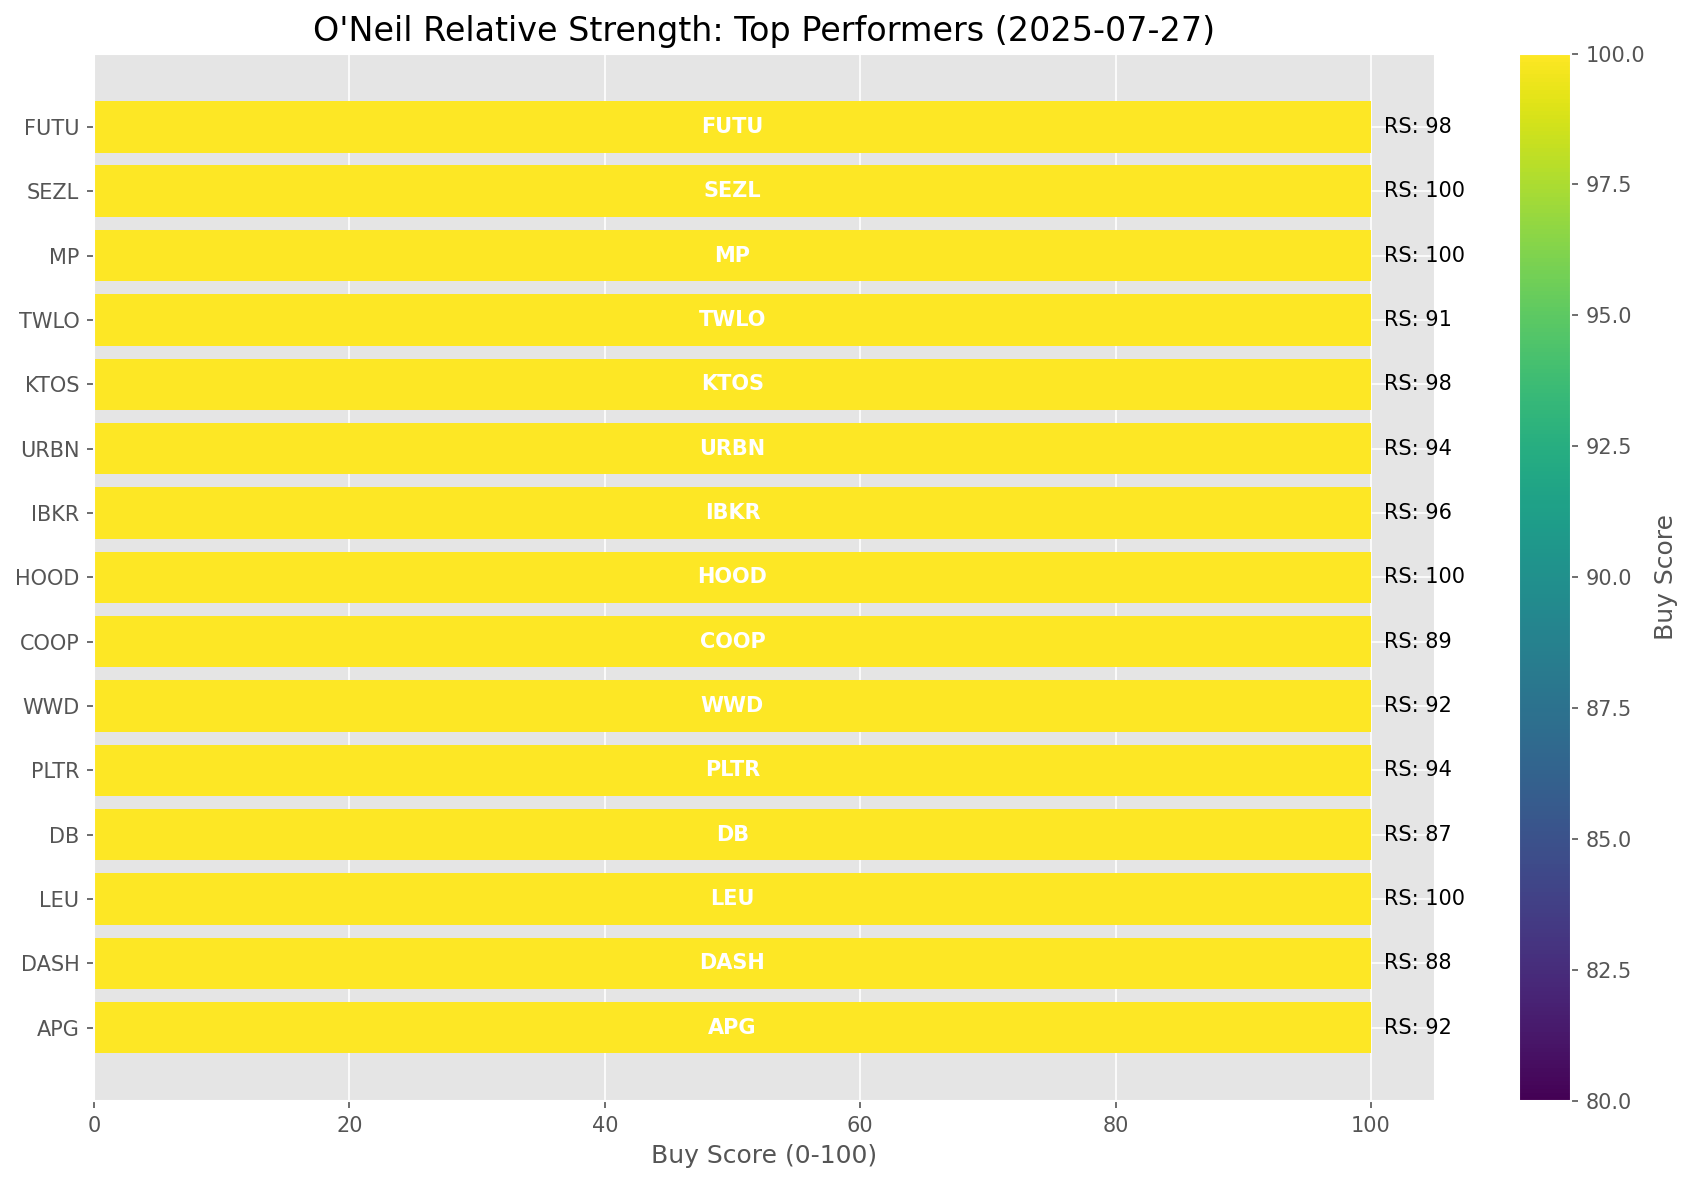 O'Neil Relative Strength: Top Performers (2025-07-27)
FUTU FUTU RS: 98
SEZL SEZL RS: 100
MP MP RS: 100
TWLO TWLO RS: 91
KTOS KTOS RS: 98
URBN URBN RS: 94
IBKR IBKR RS: 96
HOOD HOOD RS: 100
COOP COOP RS: 89
WWD WWD RS: 92
PLTR PLTR RS: 94
DB DB RS: 87
LEU LEU RS: 100
DASH DASH RS: 88
APG APG RS: 92
0 20 40 60 80 100
Buy Score (0-100)
100.0
97.5
95.0
92.5
90.0
87.5
85.0
82.5
80.0
Buy Score